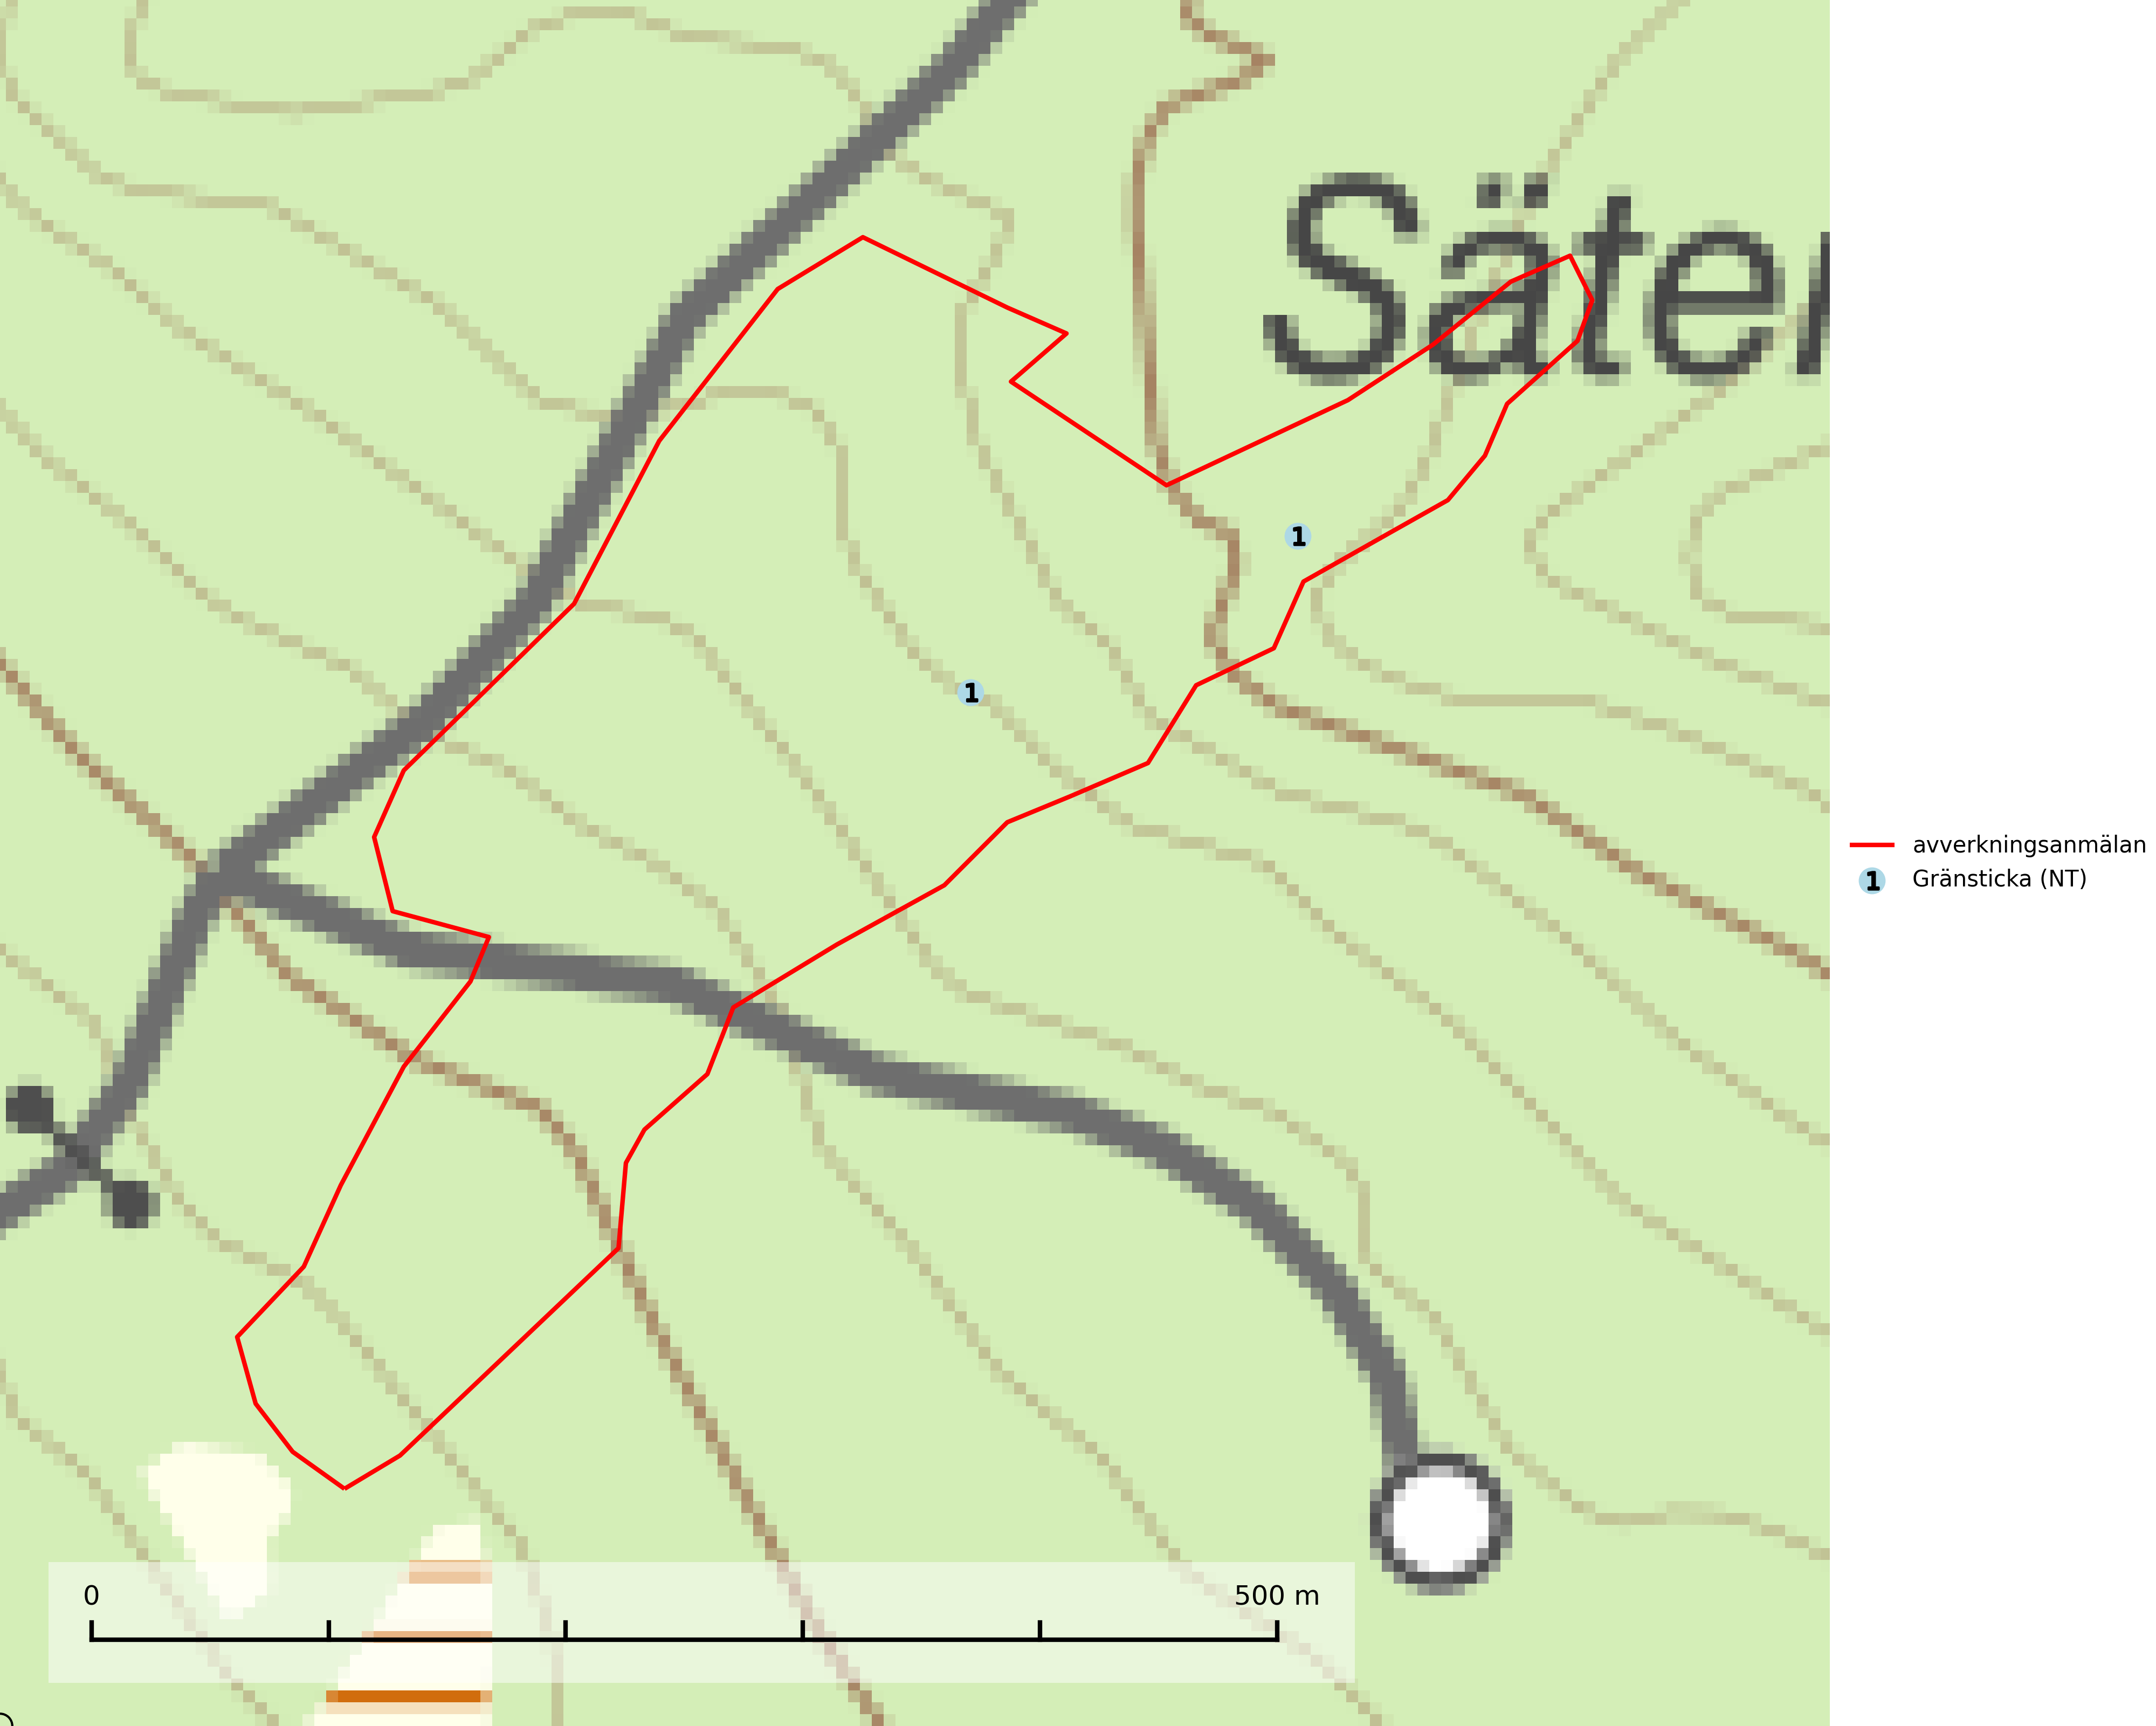 Säter
1
1
avverkningsanmälan
1 Gränsticka (NT)
0 500 m